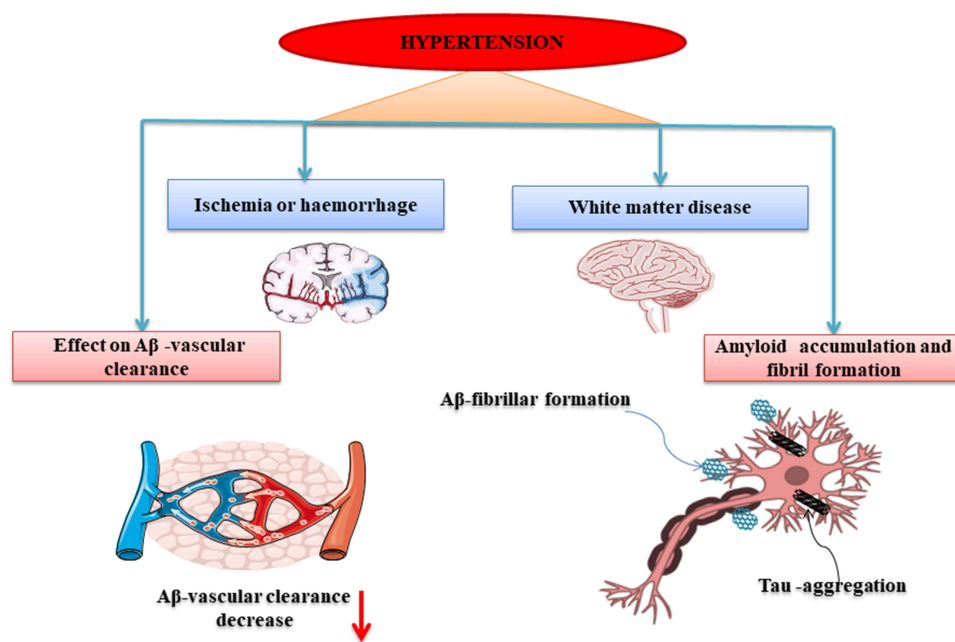 HYPERTENSION
Ischemia or haemorrhage
White matter disease
Effect on Aβ -vascular
clearance
Amyloid accumulation and
fibril formation
Aβ-fibrillar formation
Aβ-vascular clearance
decrease
Tau -aggregation